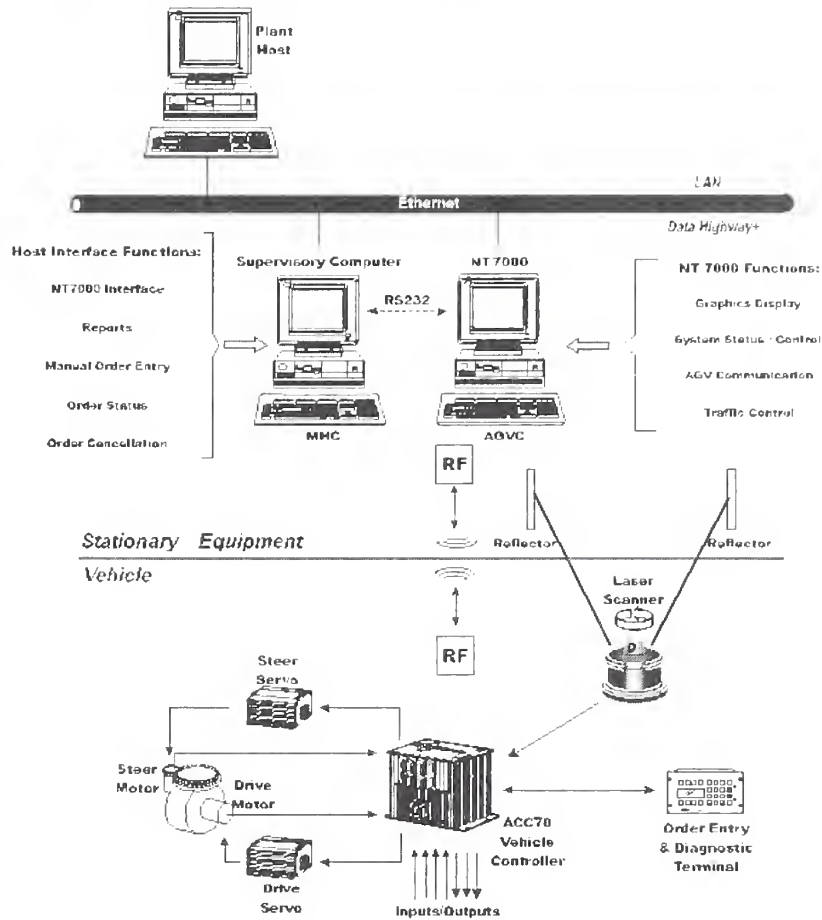 Plant
Host
LAN
Ethernet
Data Highway+
Host Interface Functions:
NT7000 Interface
Reports
Manual Order Entry
Order Status
Order Cancellation
Supervisory Computer
RS232
NT7000
MHC
AGVC
NT 7000 Functions:
Graphics Display
System Status / Control
AGV Communication
Traffic Control
RF
Reflector
Reflector
Stationary Equipment
Vehicle
RF
Laser
Scanner
Steer
Servo
Steer
Motor
Drive
Motor
Drive
Servo
ACC70
Vehicle
Controller
Inputs/Outputs
Order Entry
& Diagnostic
Terminal